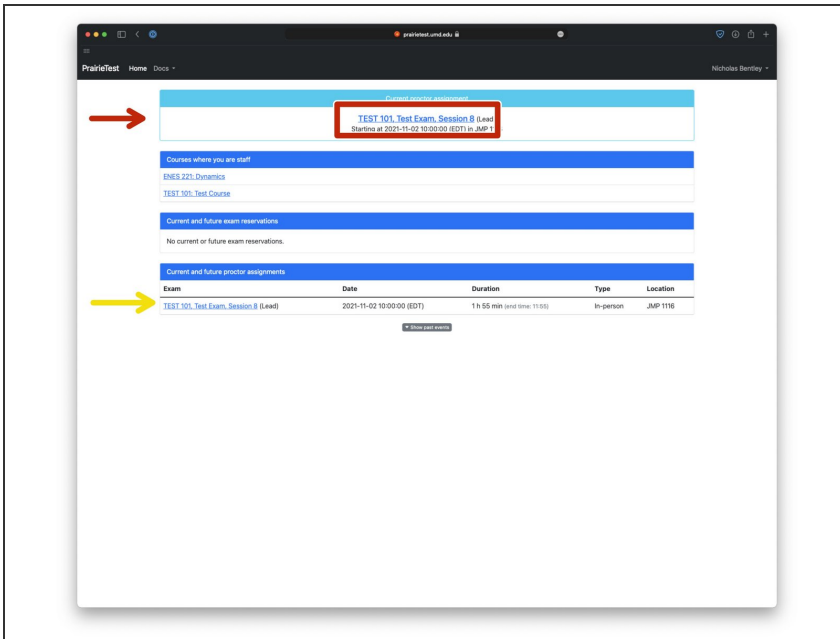 prairietest.umd.edu
PrairieTest Home Docs Nicholas Bentley
Current proctor assignment
TEST 101, Test Exam, Session 8 (Lead
Starting at 2021-11-02 10:00:00 (EDT) in JMP 11
Courses where you are staff
ENES 221: Dynamics
TEST 101: Test Course
Current and future exam reservations
No current or future exam reservations.
Current and future proctor assignments
Exam Date Duration Type Location
TEST 101, Test Exam, Session 8 (Lead) 2021-11-02 10:00:00 (EDT) 1 h 55 min (end time: 11:55) In-person JMP 1116
Show past events